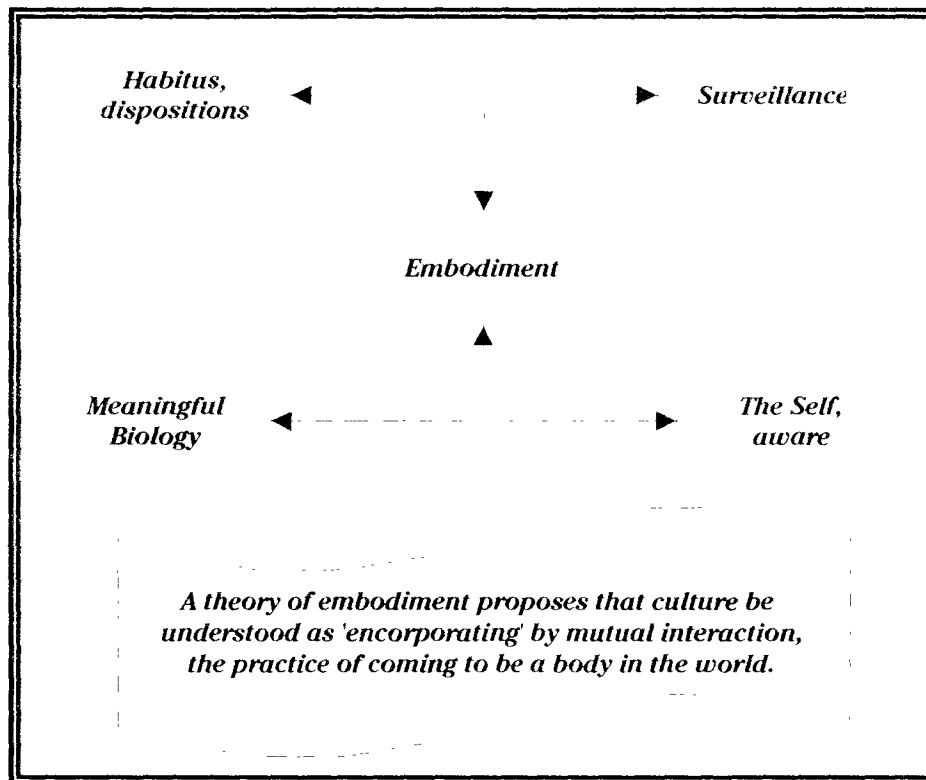 Habitus,
dispositions
Surveillance
Embodiment
Meaningful
Biology
The Self,
aware
A theory of embodiment proposes that culture be
understood as 'encorporating' by mutual interaction,
the practice of coming to be a body in the world.